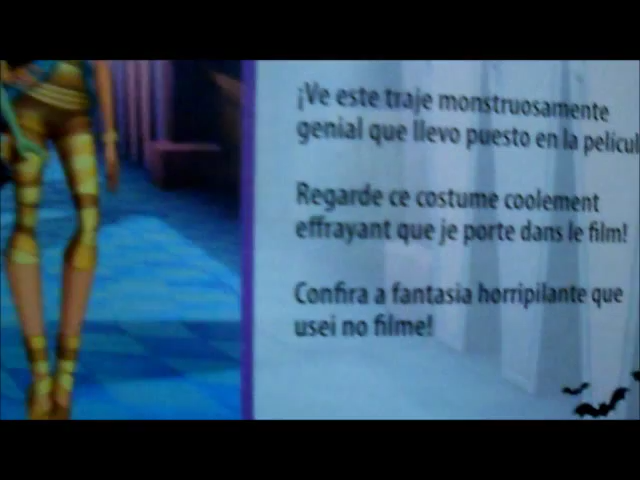 ¡Ve este traje monstruosamente
genial que llevo puesto en la
Regarde ce costume coolement
effrayant que je porte dans le film!
Confira a fantasia horripilante que
usei no filme!